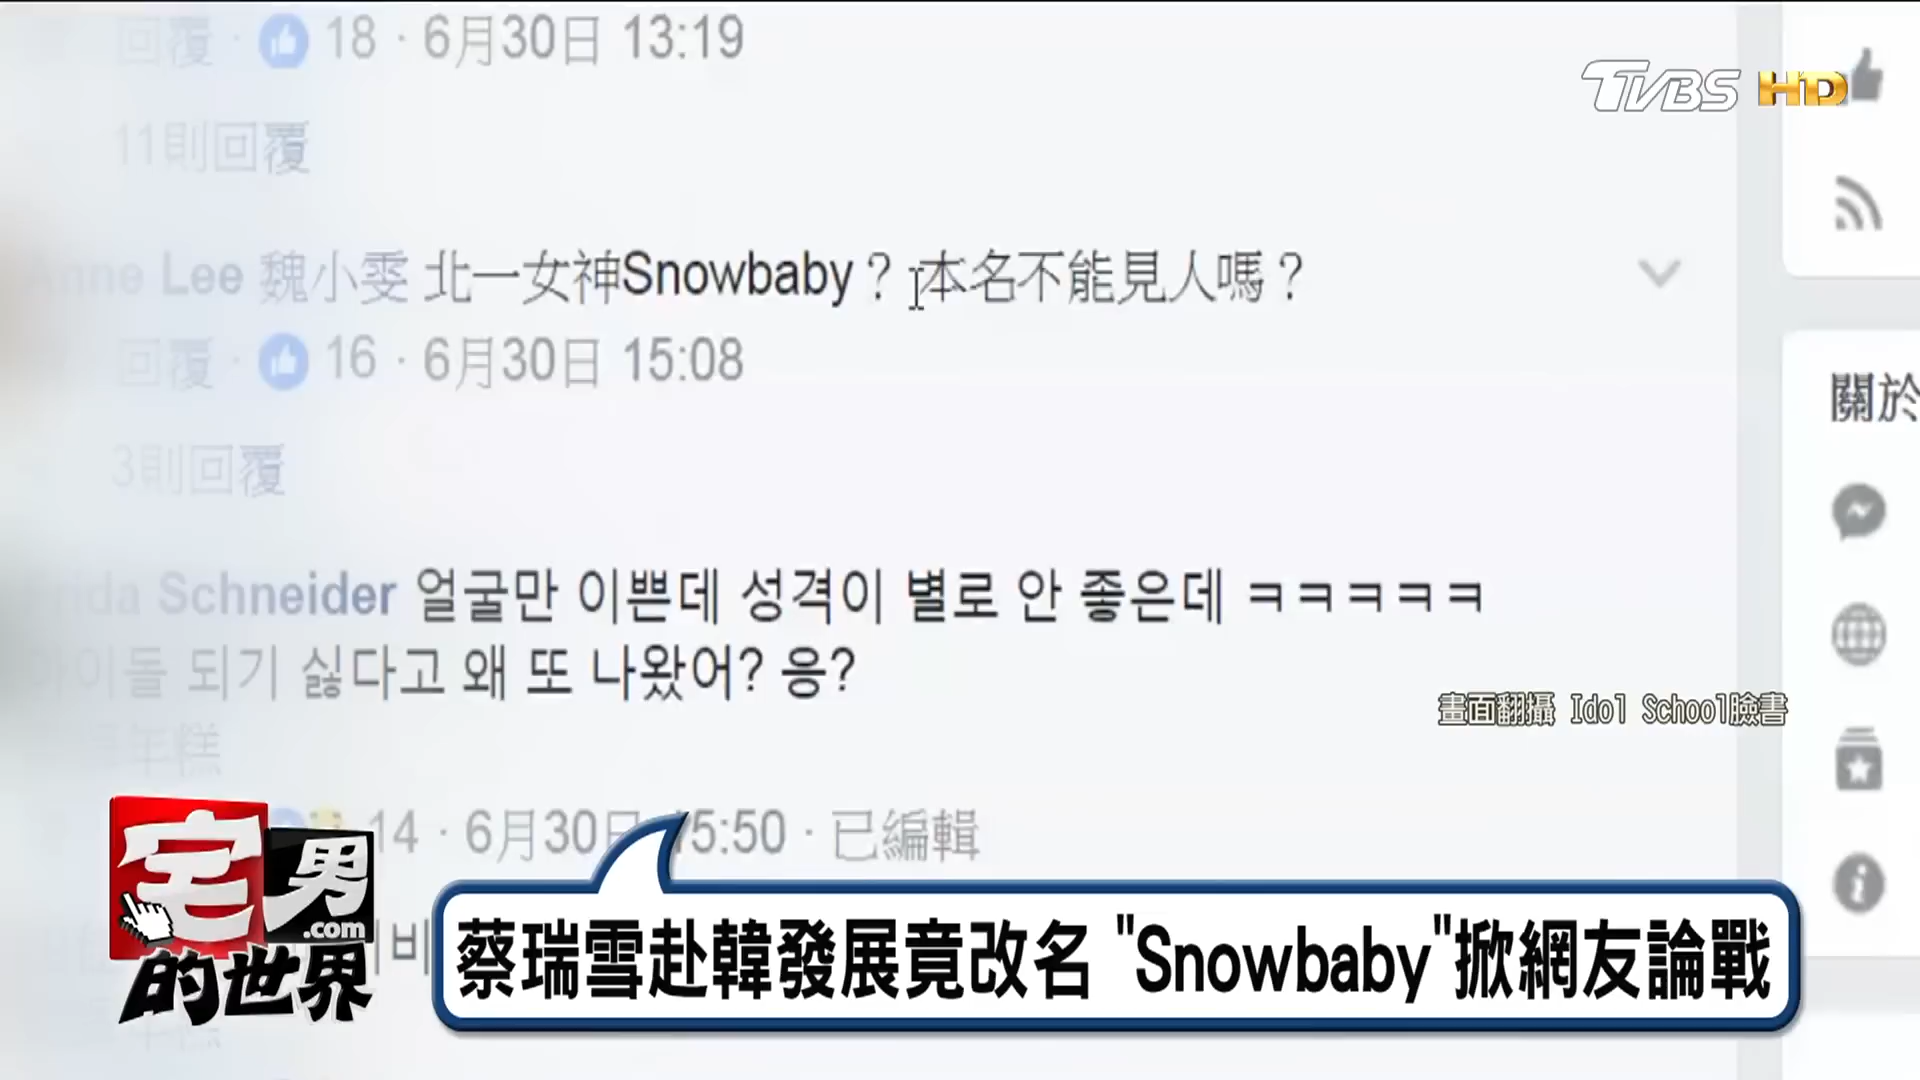 回覆 · 18 · 6月30日 13:19
TVBS HD
11則回覆
Anne Lee 魏小雯 北一女神Snowbaby？本名不能見人嗎？
回覆 · 16 · 6月30日 15:08
關於
3則回覆
Schneider 얼굴만 이쁜데 성격이 별로 안 좋은데 ㅋㅋㅋㅋㅋ
아이돌 되기 싫다고 왜 또 나왔어? 응?
畫面翻攝 Idol School臉書
年糕
14 · 6月30日 15:50 · 已編輯
宅男.com
的世界
蔡瑞雪赴韓發展竟改名 "Snowbaby"掀網友論戰